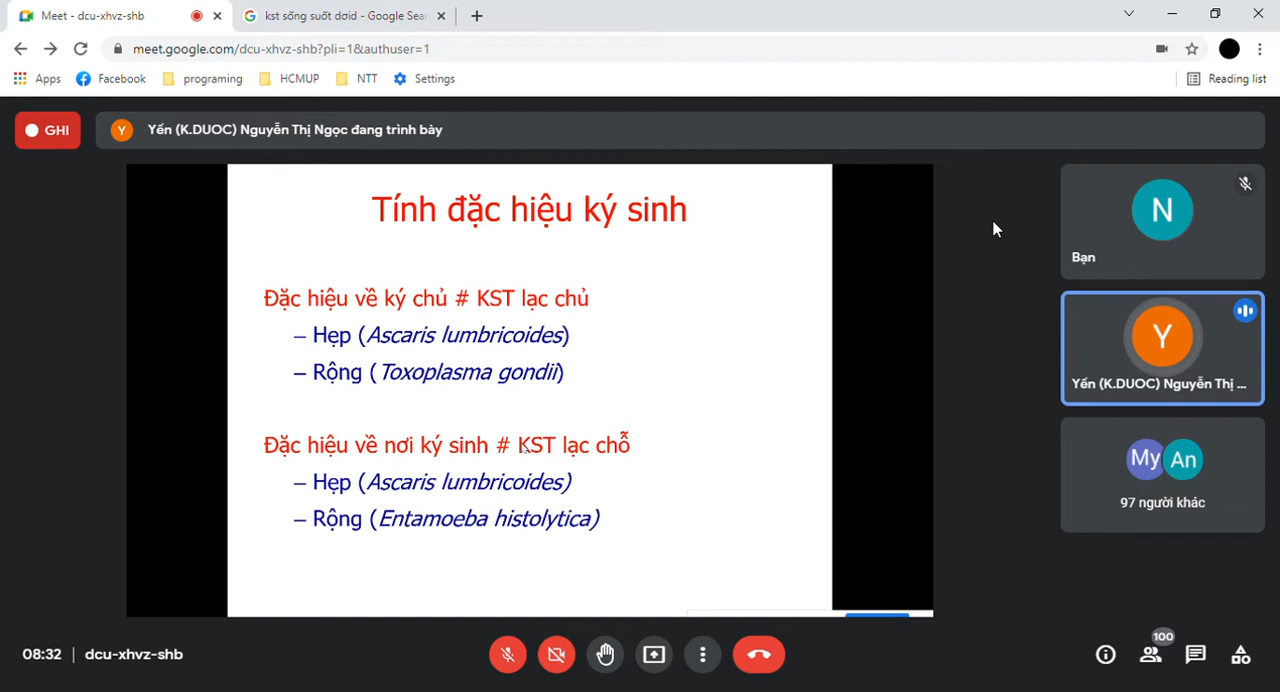 Meet - dcu-xhvz-shb
kst sống suốt dơid - Google Sear
meet.google.com/dcu-xhvz-shb?pli=1&authuser=1
Apps Facebook programing HCMUP NTT Settings Reading list
GHI
Y Yến (K.DUOC) Nguyễn Thị Ngọc đang trình bày
Tính đặc hiệu ký sinh
Đặc hiệu về ký chủ # KST lạc chủ
– Hẹp (Ascaris lumbricoides)
– Rộng (Toxoplasma gondii)
Đặc hiệu về nơi ký sinh # KST lạc chỗ
– Hẹp (Ascaris lumbricoides)
– Rộng (Entamoeba histolytica)
N
Bạn
Y
Yến (K.DUOC) Nguyễn Thị ...
My An
97 người khác
08:32 | dcu-xhvz-shb
100